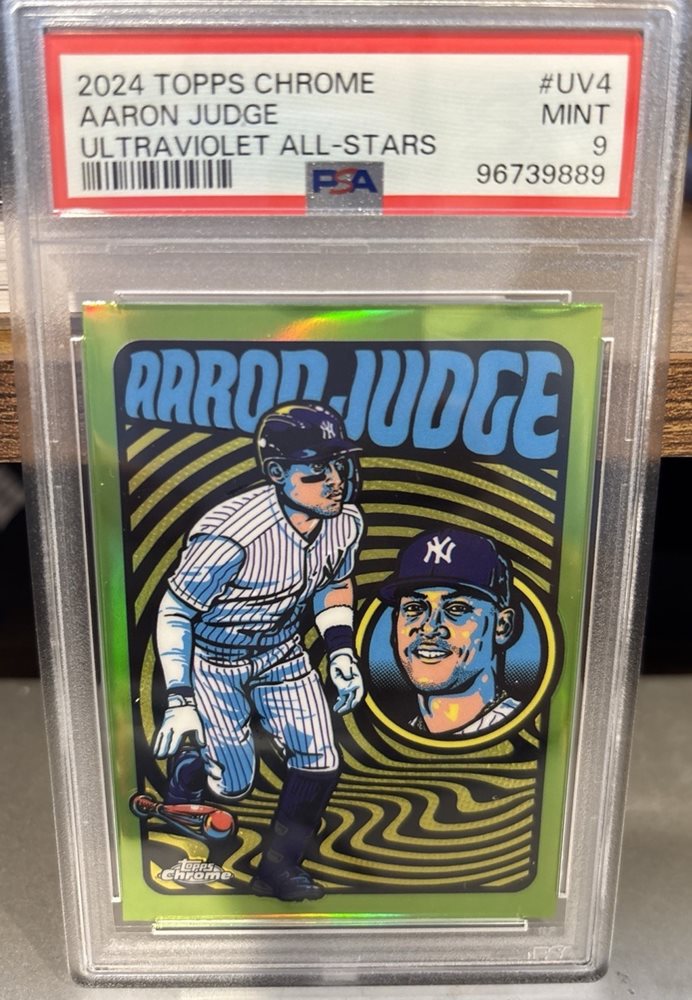 2024 TOPPS CHROME #UV4
AARON JUDGE MINT
ULTRAVIOLET ALL-STARS 9
PSA 96739889
AARON JUDGE
NY
NY
topps
Chrome